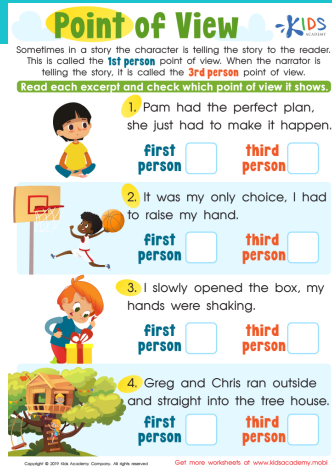 Point of View
KIDS
ACADEMY
Sometimes in a story the character is telling the story to the reader.
This is called the 1st person point of view. When the narrator is
telling the story, it is called the 3rd person point of view.
Read each excerpt and check which point of view it shows.
1. Pam had the perfect plan,
she just had to make it happen.
first person
third person
2. It was my only choice, I had
to raise my hand.
first person
third person
3. I slowly opened the box, my
hands were shaking.
first person
third person
4. Greg and Chris ran outside
and straight into the tree house.
first person
third person
Copyright © 2019 Kids Academy Company. All rights reserved
Get more worksheets at www.kidsacademy.mobi